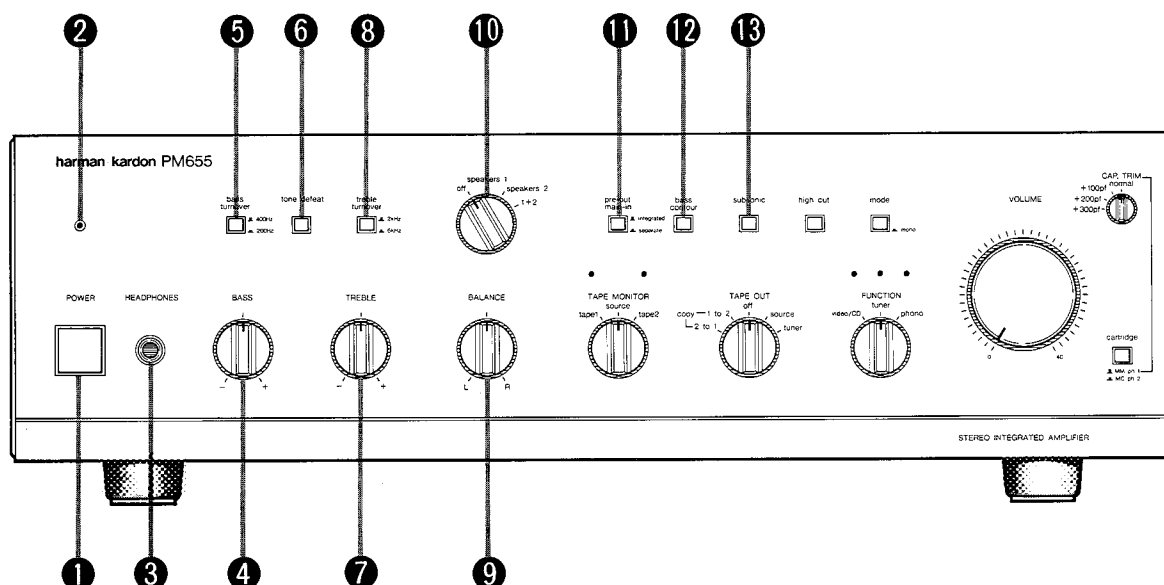 2 5 6 8 10 11 12 13
harman kardon PM655
bass turnover
400Hz
200Hz
tone defeat
treble turnover
2kHz
6kHz
off
speakers 1
speakers 2
1+2
pre-out main-in
integrated
separate
bass contour
subsonic
high cut
mode
mono
VOLUME
0
40
CAP. TRIM
normal
+100pf
+200pf
+300pf
POWER
HEADPHONES
BASS
- +
TREBLE
- +
BALANCE
L R
TAPE MONITOR
source
tape1
tape2
TAPE OUT
off
copy 1 to 2
2 to 1
source
tuner
FUNCTION
tuner
video/CD
phono
cartridge
MM ph 1
MC ph 2
STEREO INTEGRATED AMPLIFIER
1 3 4 7 9